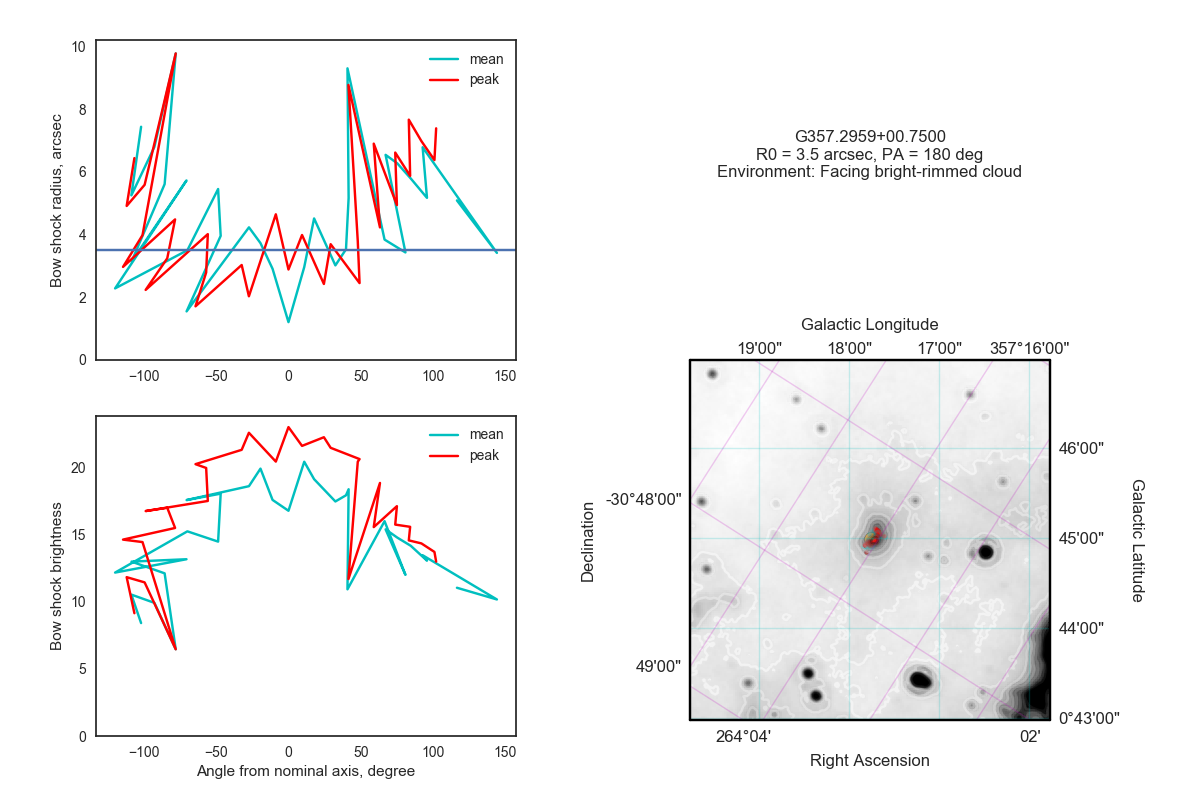 10
8
6
4
2
0
Bow shock radius, arcsec
mean
peak
−100
−50
0
50
100
150
G357.2959+00.7500
R0 = 3.5 arcsec, PA = 180 deg
Environment: Facing bright-rimmed cloud
20
15
10
5
0
Bow shock brightness
mean
peak
−100
−50
0
50
100
150
Angle from nominal axis, degree
Galactic Longitude
19'00"
18'00"
17'00"
357°16'00"
-30°48'00"
49'00"
Declination
46'00"
45'00"
44'00"
0°43'00"
Galactic Latitude
264°04'
02'
Right Ascension